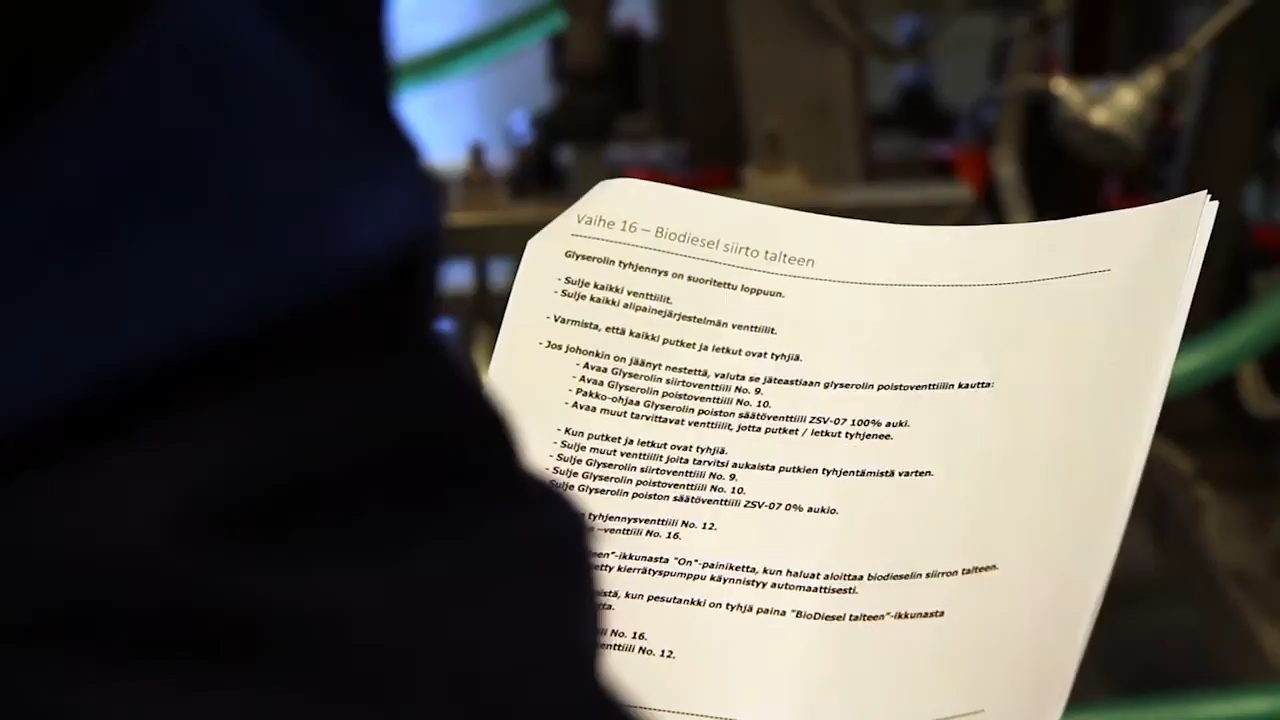 Vaihe 16 – Biodiesel siirto talteen
Glyserolin tyhjennys on suoritettu loppuun.
- Sulje kaikki venttiilit.
- Sulje kaikki alipainejärjestelmän venttiilit.
- Varmista, että kaikki putket ja letkut ovat tyhjiä.
- Jos johonkin on jäänyt nestettä, valuta se jäteastiaan glyserolin poistoventtiilin kautta:
- Avaa Glyserolin siirtoventtiili No. 9.
- Avaa Glyserolin poistoventtiili No. 10.
- Pakko-ohjaa Glyserolin poiston säätöventtiili ZSV-07 100% auki.
- Avaa muut tarvittavat venttiilit, jotta putket / letkut tyhjenee.
- Kun putket ja letkut ovat tyhjiä.
- Sulje muut venttiilit joita tarvitsi aukaista putkien tyhjentämistä varten.
- Sulje Glyserolin siirtoventtiili No. 9.
- Sulje Glyserolin poistoventtiili No. 10.
Sulje Glyserolin poiston säätöventtiili ZSV-07 0% aukio.
tyhjennysventtiili No. 12.
–venttiili No. 16.
een"-ikkunasta "On"-painiketta, kun haluat aloittaa biodieselin siirron talteen.
etty kierrätyspumppu käynnistyy automaattisesti.
istä, kun pesutankki on tyhjä paina "BioDiesel talteen"-ikkunasta
ta.
ili No. 16.
enttiili No. 12.